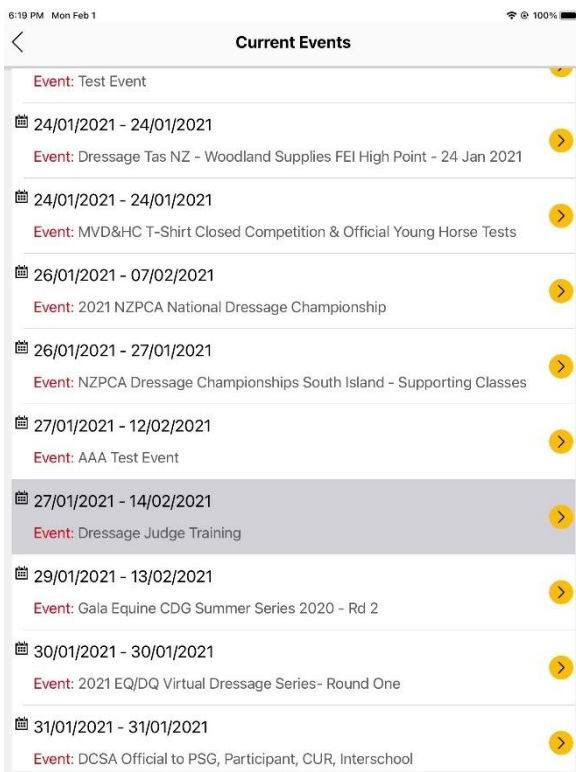 6:19 PM Mon Feb 1
100%
Current Events
Event: Test Event
24/01/2021 - 24/01/2021
Event: Dressage Tas NZ - Woodland Supplies FEI High Point - 24 Jan 2021
24/01/2021 - 24/01/2021
Event: MVD&HC T-Shirt Closed Competition & Official Young Horse Tests
26/01/2021 - 07/02/2021
Event: 2021 NZPCA National Dressage Championship
26/01/2021 - 27/01/2021
Event: NZPCA Dressage Championships South Island - Supporting Classes
27/01/2021 - 12/02/2021
Event: AAA Test Event
27/01/2021 - 14/02/2021
Event: Dressage Judge Training
29/01/2021 - 13/02/2021
Event: Gala Equine CDG Summer Series 2020 - Rd 2
30/01/2021 - 30/01/2021
Event: 2021 EQ/DQ Virtual Dressage Series- Round One
31/01/2021 - 31/01/2021
Event: DCSA Official to PSG, Participant, CUR, Interschool